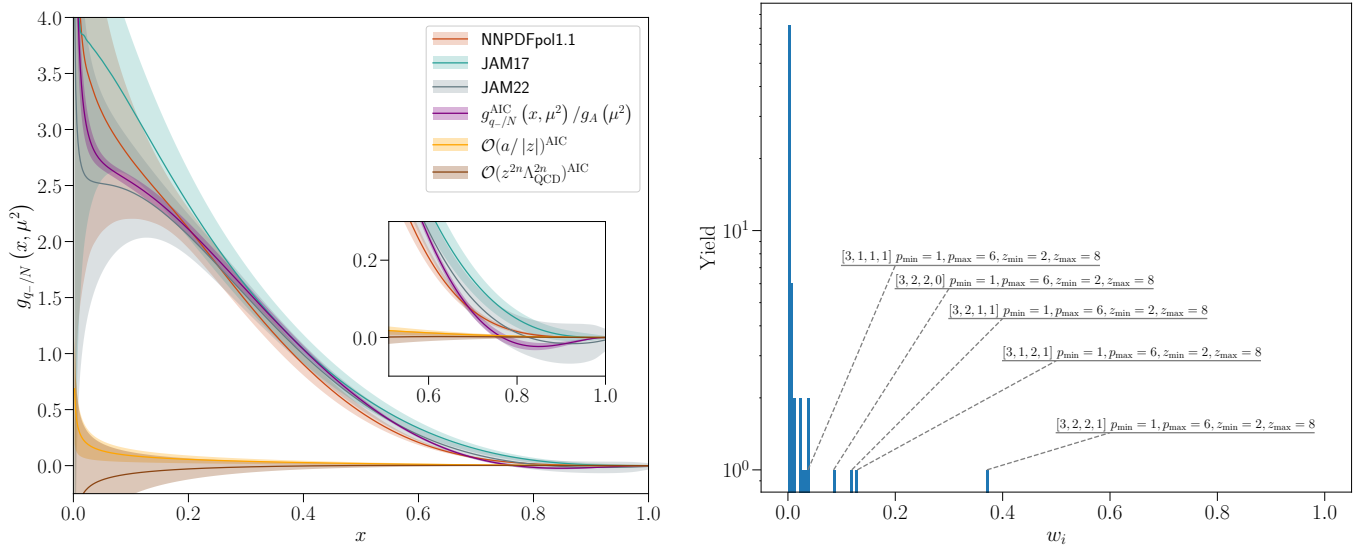 4.0
3.5
3.0
2.5
2.0
1.5
1.0
0.5
0.0
0.0
0.2
0.4
0.6
0.8
1.0
x
g_{q_-/N}(x, μ²)
NNPDFpol1.1
JAM17
JAM22
g^{AIC}_{q_-/N}(x, μ²)/g_A(μ²)
O(a/|z|)^{AIC}
O(z^{2n}Λ^{2n}_{QCD})^{AIC}
0.2
0.0
0.6
0.8
1.0
Yield
10¹
10⁰
[3, 1, 1, 1] p_min = 1, p_max = 6, z_min = 2, z_max = 8
[3, 2, 2, 0] p_min = 1, p_max = 6, z_min = 2, z_max = 8
[3, 2, 1, 1] p_min = 1, p_max = 6, z_min = 2, z_max = 8
[3, 1, 2, 1] p_min = 1, p_max = 6, z_min = 2, z_max = 8
[3, 2, 2, 1] p_min = 1, p_max = 6, z_min = 2, z_max = 8
0.0
0.2
0.4
0.6
0.8
1.0
w_i